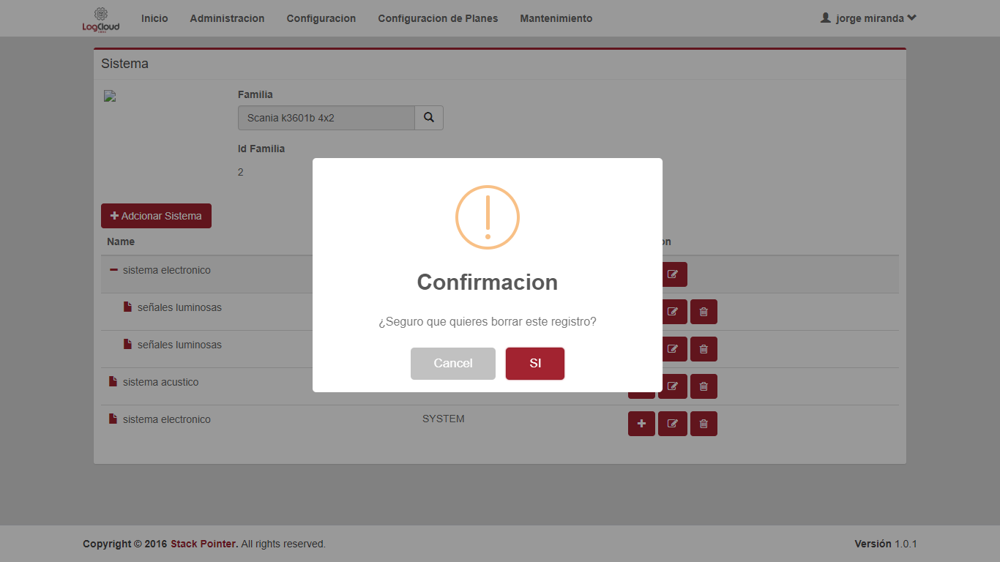 LogCloud
Inicio Administracion Configuracion Configuracion de Planes Mantenimiento jorge miranda
Sistema
Familia
Scania k3601b 4x2
Id Familia
2
Adcionar Sistema
Name
sistema electronico
señales luminosas
señales luminosas
sistema acustico
sistema electronico SYSTEM
Confirmacion
¿Seguro que quieres borrar este registro?
Cancel SI
Copyright © 2016 Stack Pointer. All rights reserved. Versión 1.0.1